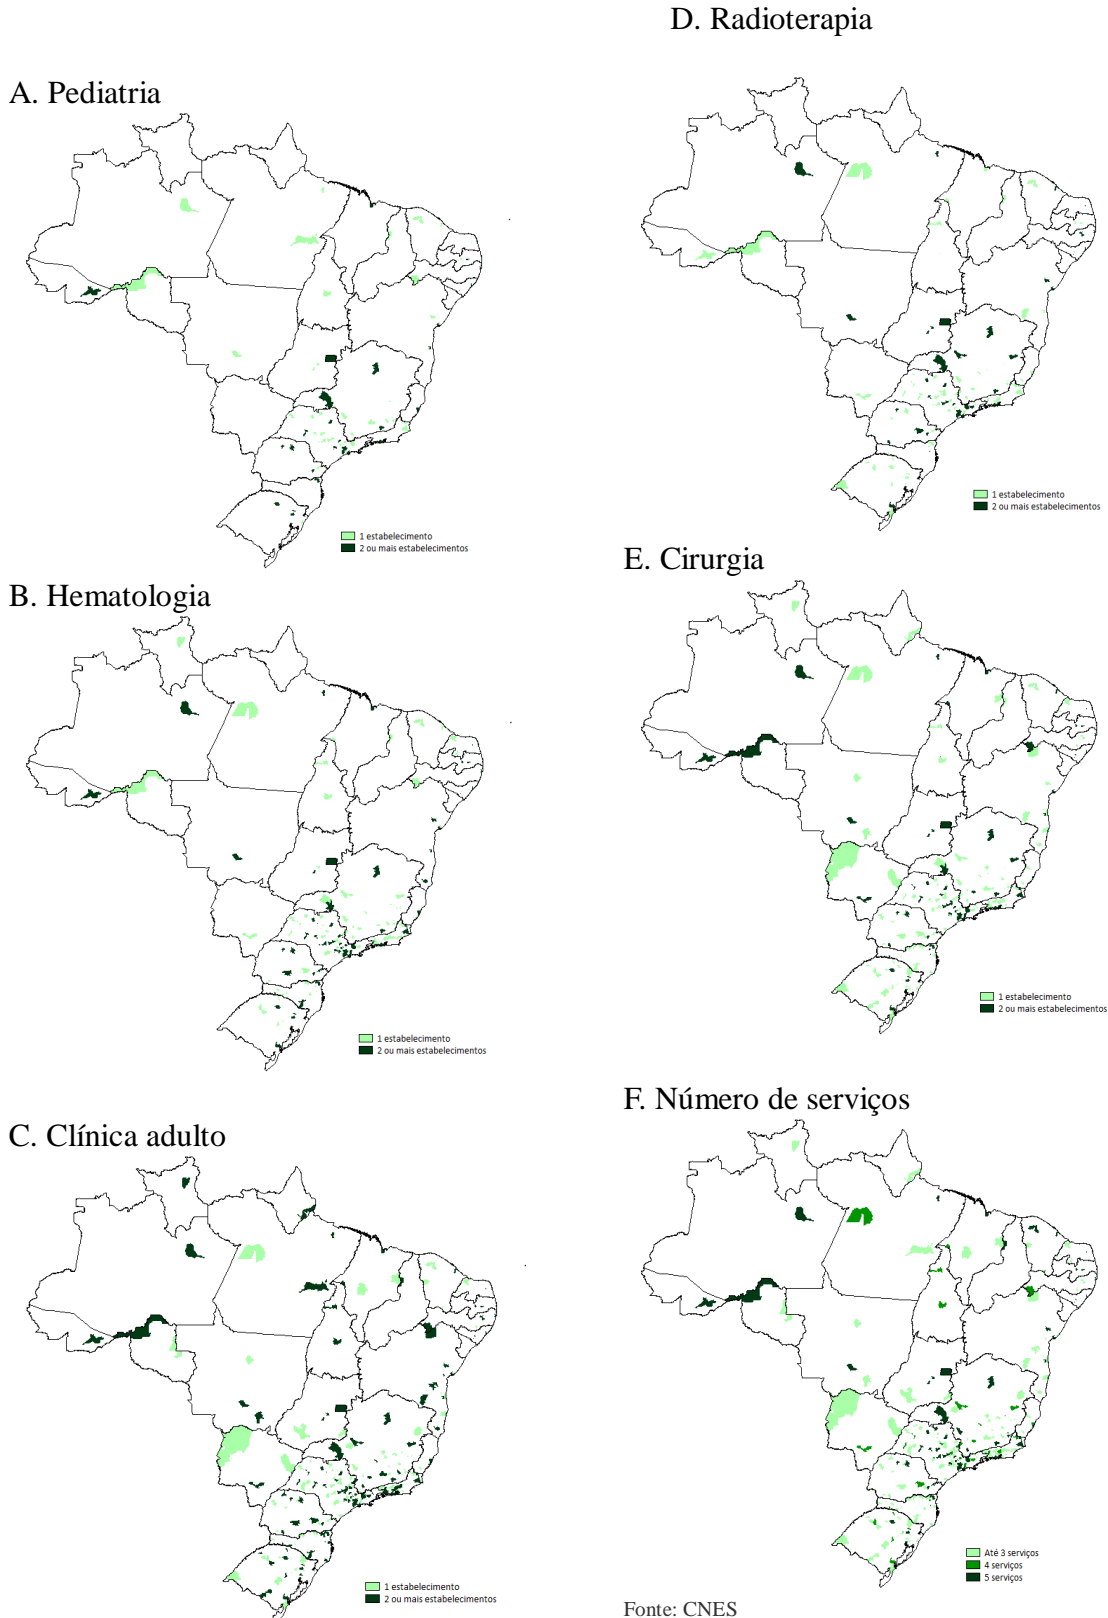 D. Radioterapia
A. Pediatria
1 estabelecimento
2 ou mais estabelecimentos
1 estabelecimento
2 ou mais estabelecimentos
E. Cirurgia
B. Hematologia
1 estabelecimento
2 ou mais estabelecimentos
1 estabelecimento
2 ou mais estabelecimentos
F. Número de serviços
C. Clínica adulto
Até 3 serviços
4 serviços
5 serviços
1 estabelecimento
2 ou mais estabelecimentos
Fonte: CNES